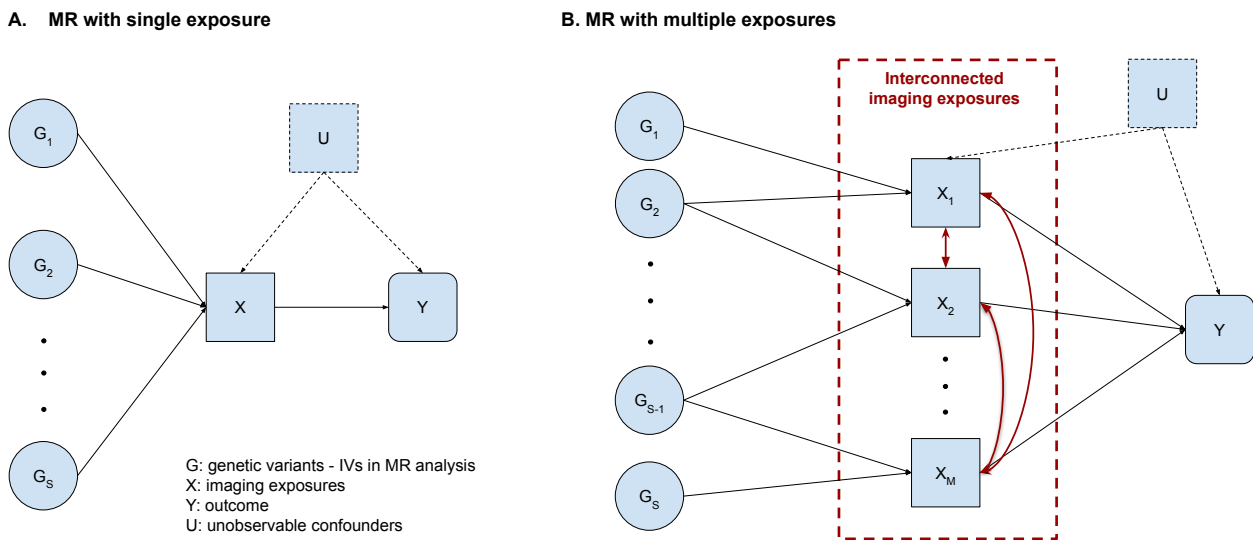 A. MR with single exposure
G1
G2
GS
U
X
Y
G: genetic variants - IVs in MR analysis
X: imaging exposures
Y: outcome
U: unobservable confounders
B. MR with multiple exposures
Interconnected
imaging exposures
U
G1
G2
GS-1
GS
X1
X2
XM
Y